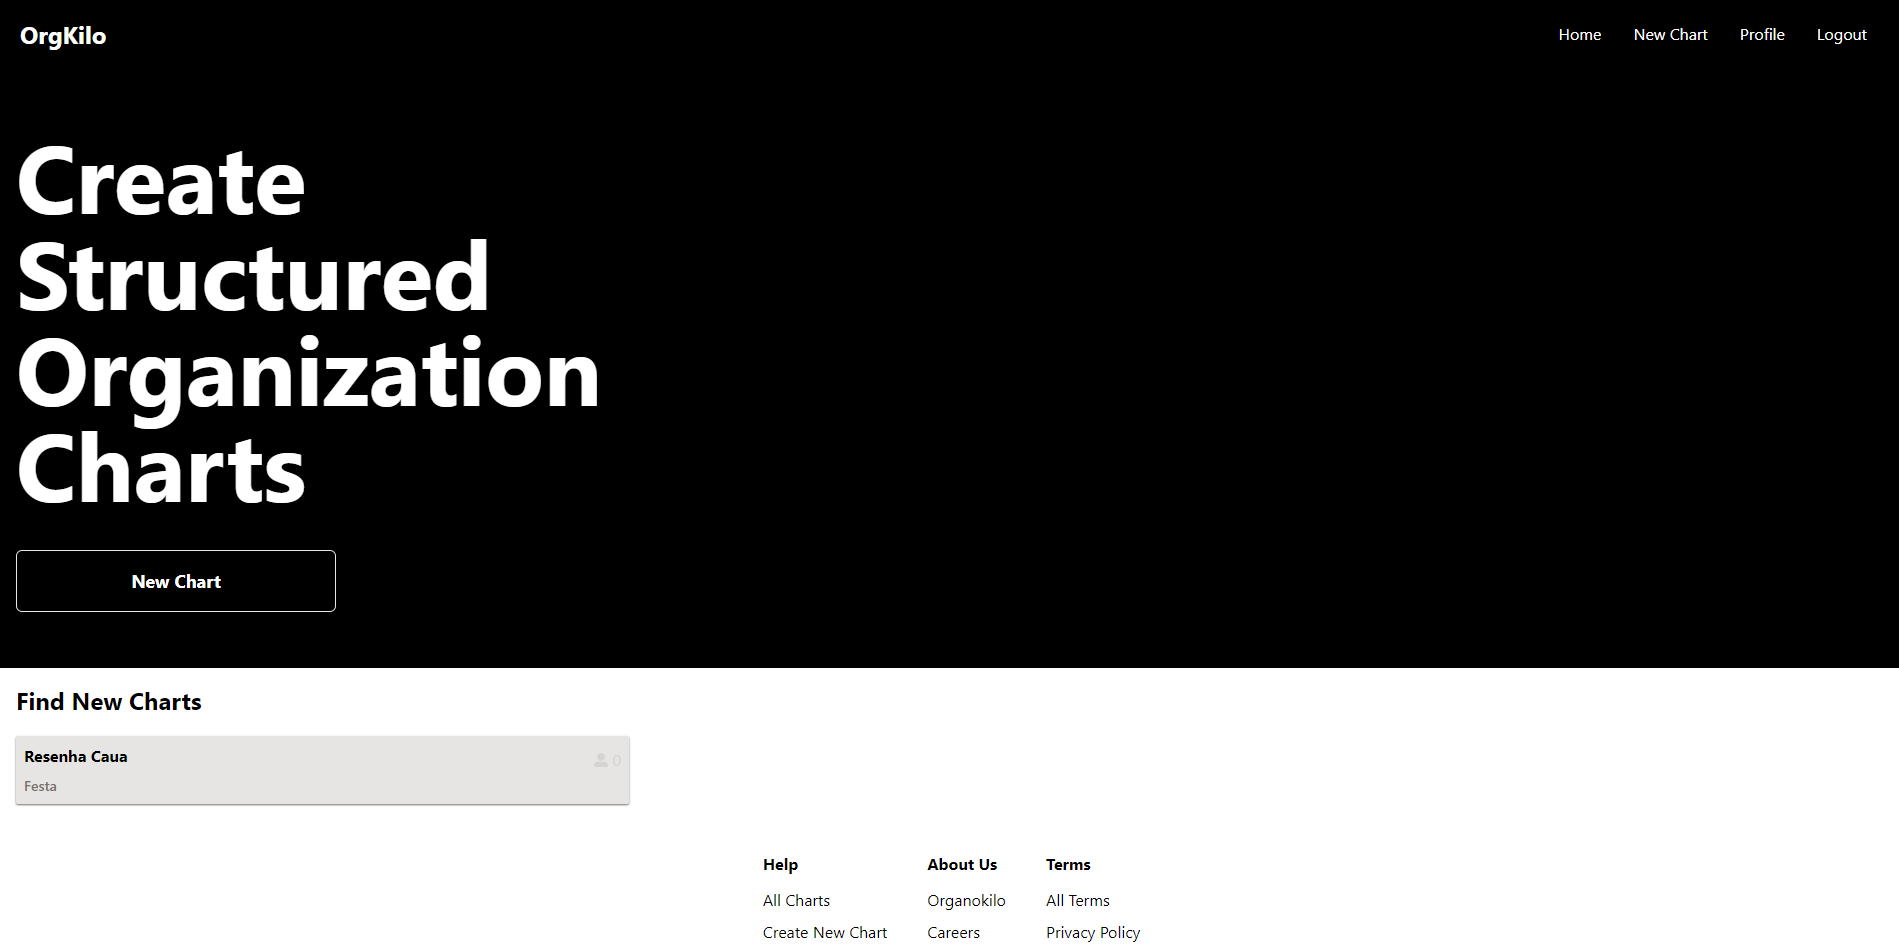 OrgKilo
Home New Chart Profile Logout
Create
Structured
Organization
Charts
New Chart
Find New Charts
Resenha Caua
0
Festa
Help
All Charts
Create New Chart
About Us
Organokilo
Careers
Terms
All Terms
Privacy Policy